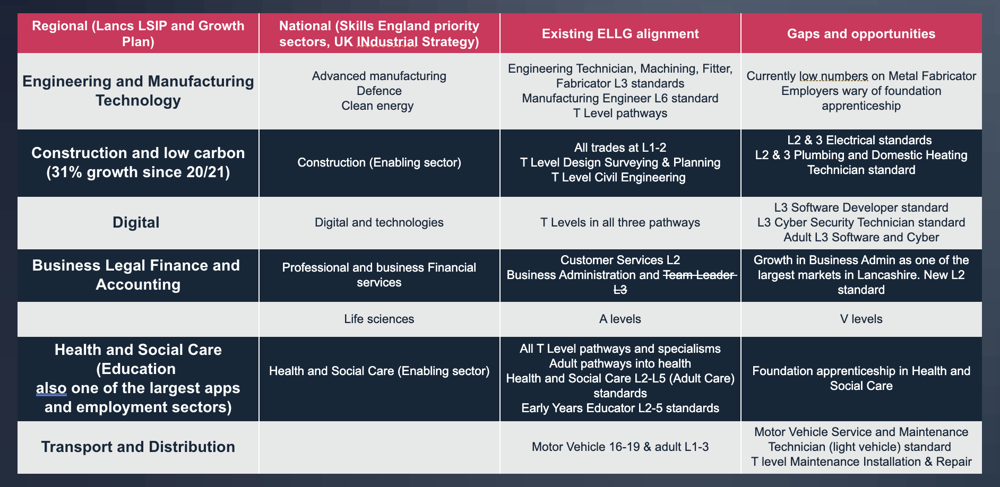 Regional (Lancs LSIP and Growth
Plan)
National (Skills England priority
sectors, UK INdustrial Strategy)
Existing ELLG alignment
Gaps and opportunities
Engineering and Manufacturing
Technology
Advanced manufacturing
Defence
Clean energy
Engineering Technician, Machining, Fitter,
Fabricator L3 standards
Manufacturing Engineer L6 standard
T Level pathways
Currently low numbers on Metal Fabricator
Employers wary of foundation
apprenticeship
Construction and low carbon
(31% growth since 20/21)
Construction (Enabling sector)
All trades at L1-2
T Level Design Surveying & Planning
T Level Civil Engineering
L2 & 3 Electrical standards
L2 & 3 Plumbing and Domestic Heating
Technician standard
Digital
Digital and technologies
T Levels in all three pathways
L3 Software Developer standard
L3 Cyber Security Technician standard
Adult L3 Software and Cyber
Business Legal Finance and
Accounting
Professional and business Financial
services
Customer Services L2
Business Administration and Team Leader
L3
Growth in Business Admin as one of the
largest markets in Lancashire. New L2
standard
Life sciences
A levels
V levels
Health and Social Care
(Education
also one of the largest apps
and employment sectors)
Health and Social Care (Enabling sector)
All T Level pathways and specialisms
Adult pathways into health
Health and Social Care L2-L5 (Adult Care)
standards
Early Years Educator L2-5 standards
Foundation apprenticeship in Health and
Social Care
Transport and Distribution
Motor Vehicle 16-19 & adult L1-3
Motor Vehicle Service and Maintenance
Technician (light vehicle) standard
T level Maintenance Installation & Repair